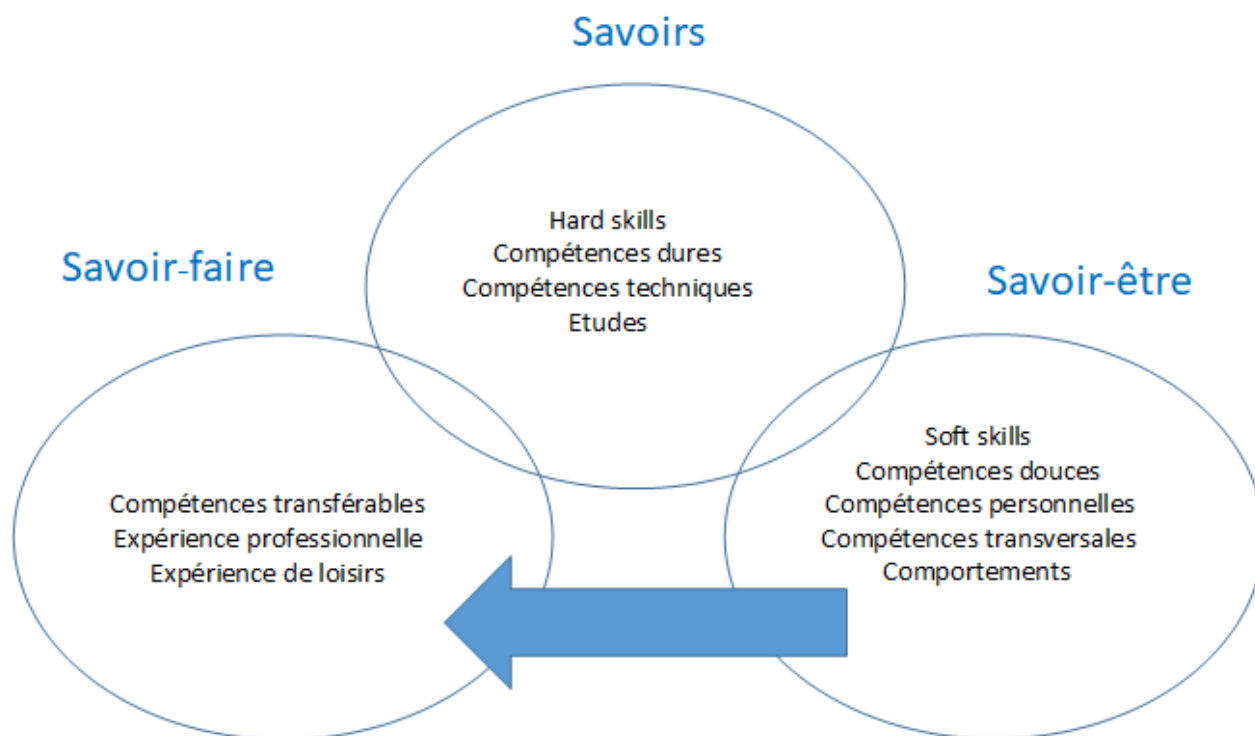 Savoirs
Hard skills
Compétences dures
Compétences techniques
Etudes
Savoir-faire
Compétences transférables
Expérience professionnelle
Expérience de loisirs
Savoir-être
Soft skills
Compétences douces
Compétences personnelles
Compétences transversales
Comportements